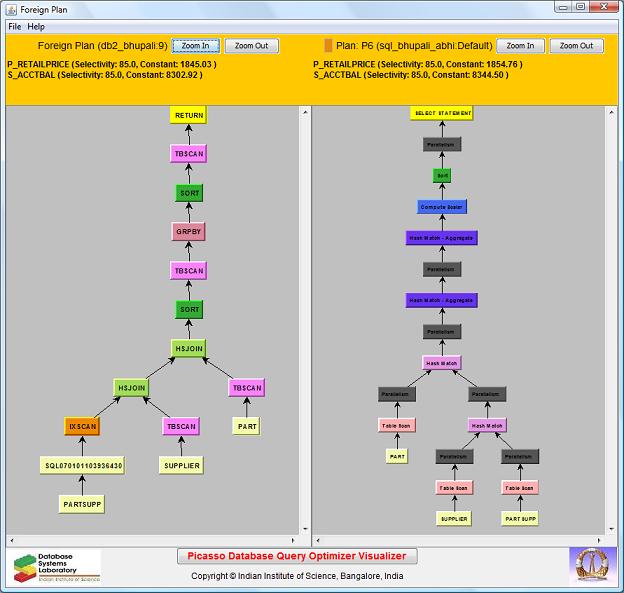 Foreign Plan
File Help
Foreign Plan (db2_bhupali:9) Zoom In Zoom Out
P_RETAILPRICE (Selectivity: 85.0, Constant: 1845.03 )
S_ACCTBAL (Selectivity: 85.0, Constant: 8302.92 )
Plan: P6 (sql_bhupali_abhi:Default) Zoom In Zoom Out
P_RETAILPRICE (Selectivity: 85.0, Constant: 1854.76 )
S_ACCTBAL (Selectivity: 85.0, Constant: 8344.50 )
RETURN
TBSCAN
SORT
GRPBY
TBSCAN
SORT
HSJOIN
HSJOIN TBSCAN
IXSCAN TBSCAN PART
SQL070101103936430 SUPPLIER
PARTSUPP
SELECT STATEMENT
Parallelism
Sort
Compute Scalar
Hash Match - Aggregate
Parallelism
Hash Match - Aggregate
Parallelism
Hash Match
Parallelism Parallelism
Table Scan Hash Match
PART Parallelism Parallelism
Table Scan Table Scan
SUPPLIER PARTSUPP
Database
Systems
Laboratory
Indian Institute of Science
Picasso Database Query Optimizer Visualizer
Copyright © Indian Institute of Science, Bangalore, India